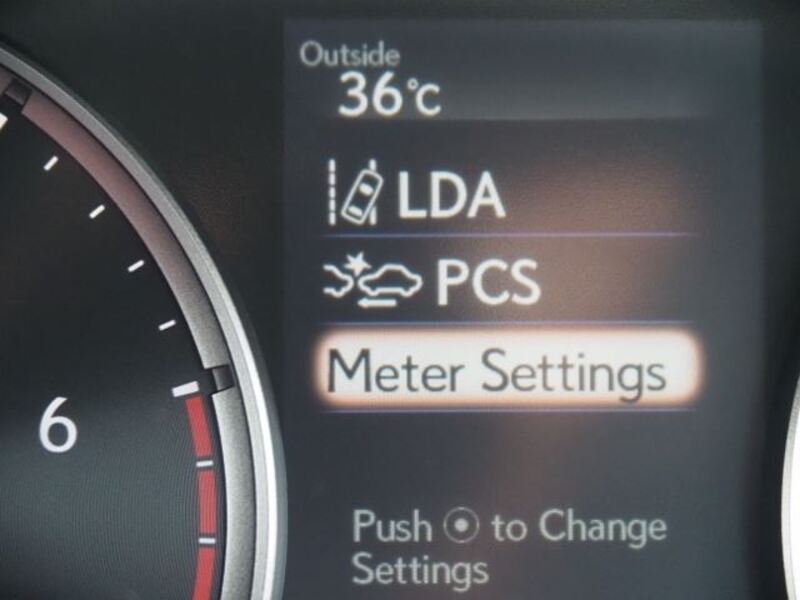 Outside
36°C
LDA
PCS
Meter Settings
6
Push ⦿ to Change
Settings